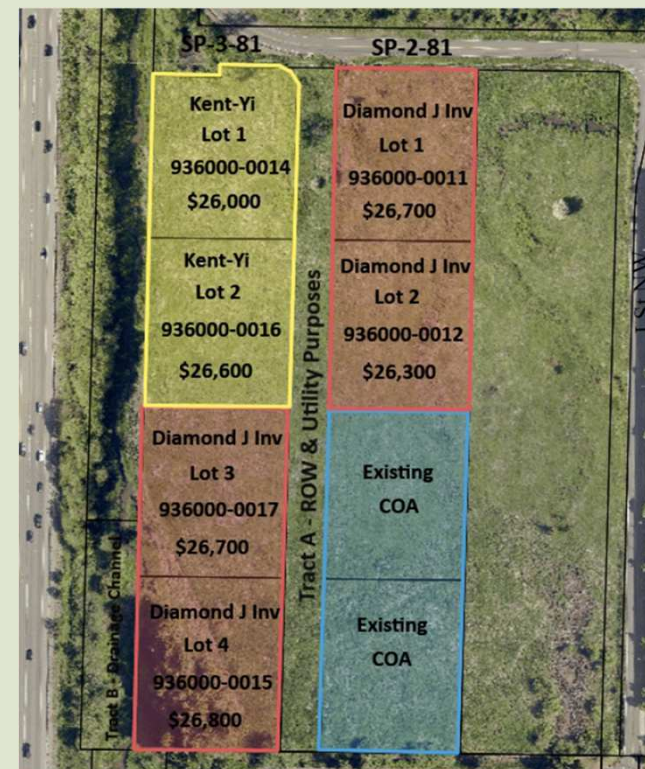 SP-3-81
SP-2-81
Kent-Yi
Lot 1
936000-0014
$26,000
Kent-Yi
Lot 2
936000-0016
$26,600
Diamond J Inv
Lot 3
936000-0017
$26,700
Diamond J Inv
Lot 4
936000-0015
$26,800
Tract B - Drainage Channel
Tract A - ROW & Utility Purposes
Diamond J Inv
Lot 1
936000-0011
$26,700
Diamond J Inv
Lot 2
936000-0012
$26,300
Existing
COA
Existing
COA
I St NW